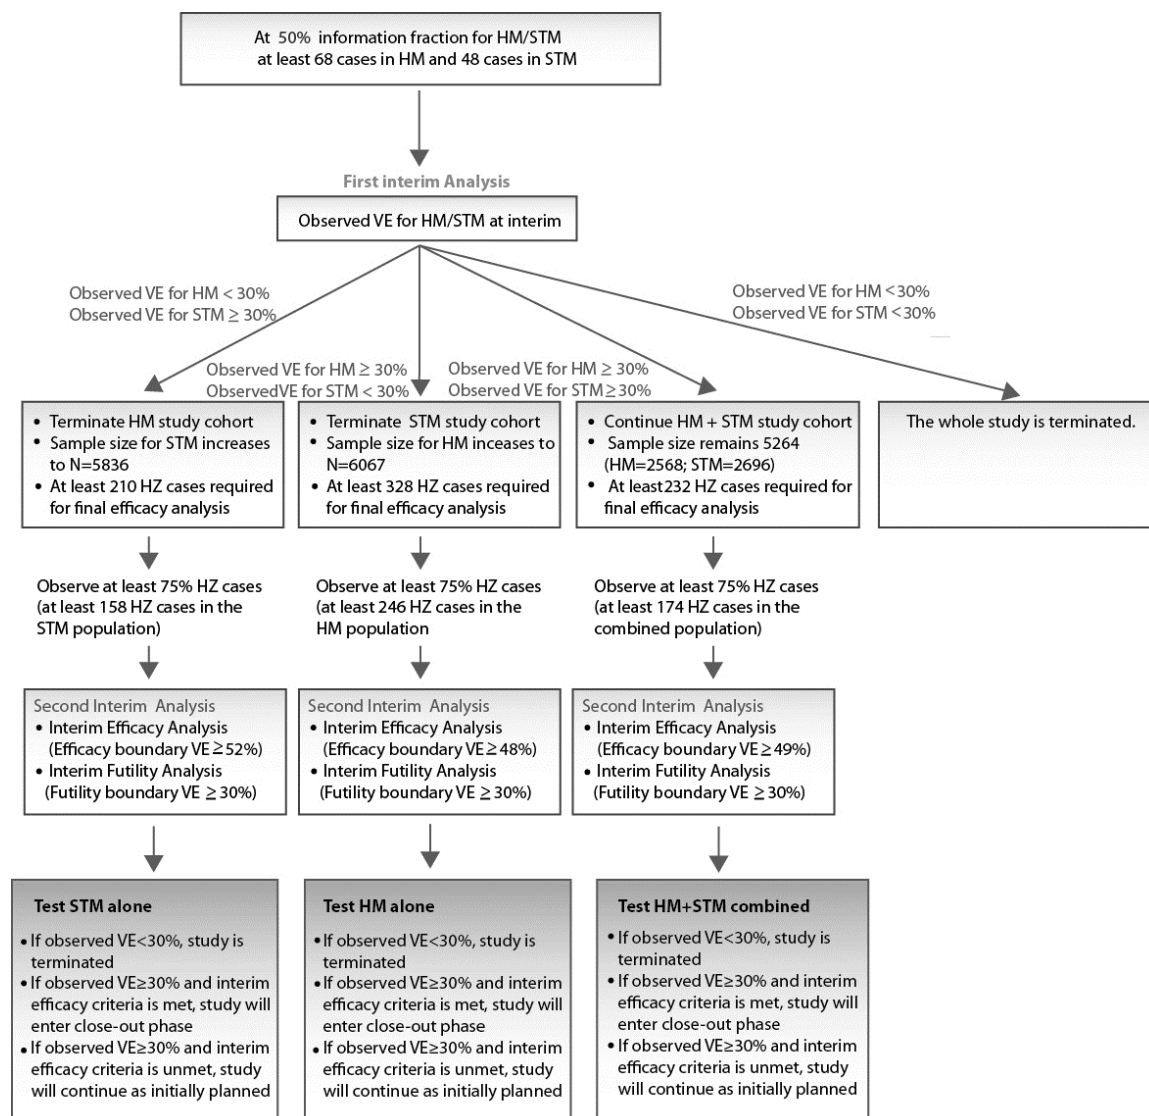 At 50% information fraction for HM/STM
at least 68 cases in HM and 48 cases in STM
First interim Analysis
Observed VE for HM/STM at interim
Observed VE for HM < 30%
Observed VE for STM ≥ 30%
Observed VE for HM ≥ 30%
ObservedVE for STM < 30%
Observed VE for HM ≥ 30%
Observed VE for STM ≥30%
Observed VE for HM <30%
Observed VE for STM <30%
• Terminate HM study cohort
• Sample size for STM increases
to N=5836
• At least 210 HZ cases required
for final efficacy analysis
• Terminate STM study cohort
• Sample size for HM inceases to
N=6067
• At least 328 HZ cases required
for final efficacy analysis
• Continue HM + STM study cohort
• Sample size remains 5264
(HM=2568; STM=2696)
• At least232 HZ cases required for
final efficacy analysis
The whole study is terminated.
Observe at least 75% HZ cases
(at least 158 HZ cases in the
STM population)
Observe at least 75% HZ cases
(at least 246 HZ cases in the
HM population
Observe at least 75% HZ cases
(at least 174 HZ cases in the
combined population)
Second Interim Analysis
• Interim Efficacy Analysis
(Efficacy boundary VE ≥52%)
• Interim Futility Analysis
(Futility boundary VE ≥ 30%)
Second Interim Analysis
• Interim Efficacy Analysis
(Efficacy boundary VE ≥48%)
• Interim Futility Analysis
(Futility boundary VE ≥ 30%)
Second Interim Analysis
• Interim Efficacy Analysis
(Efficacy boundary VE ≥49%)
• Interim Futility Analysis
(Futility boundary VE ≥30%)
Test STM alone
• If observed VE<30%, study is
terminated
• If observed VE≥30% and interim
efficacy criteria is met, study will
enter close-out phase
• If observed VE≥30% and interim
efficacy criteria is unmet, study
will continue as initially planned
Test HM alone
• If observed VE<30%, study is
terminated
• If observed VE≥30% and interim
efficacy criteria is met, study will
enter close-out phase
• If observed VE≥30% and interim
efficacy criteria is unmet, study
will continue as initially planned
Test HM+STM combined
• If observed VE<30%, study is
terminated
• If observed VE≥30% and interim
efficacy criteria is met, study will
enter close-out phase
• If observed VE≥30% and interim
efficacy criteria is unmet, study
will continue as initially planned